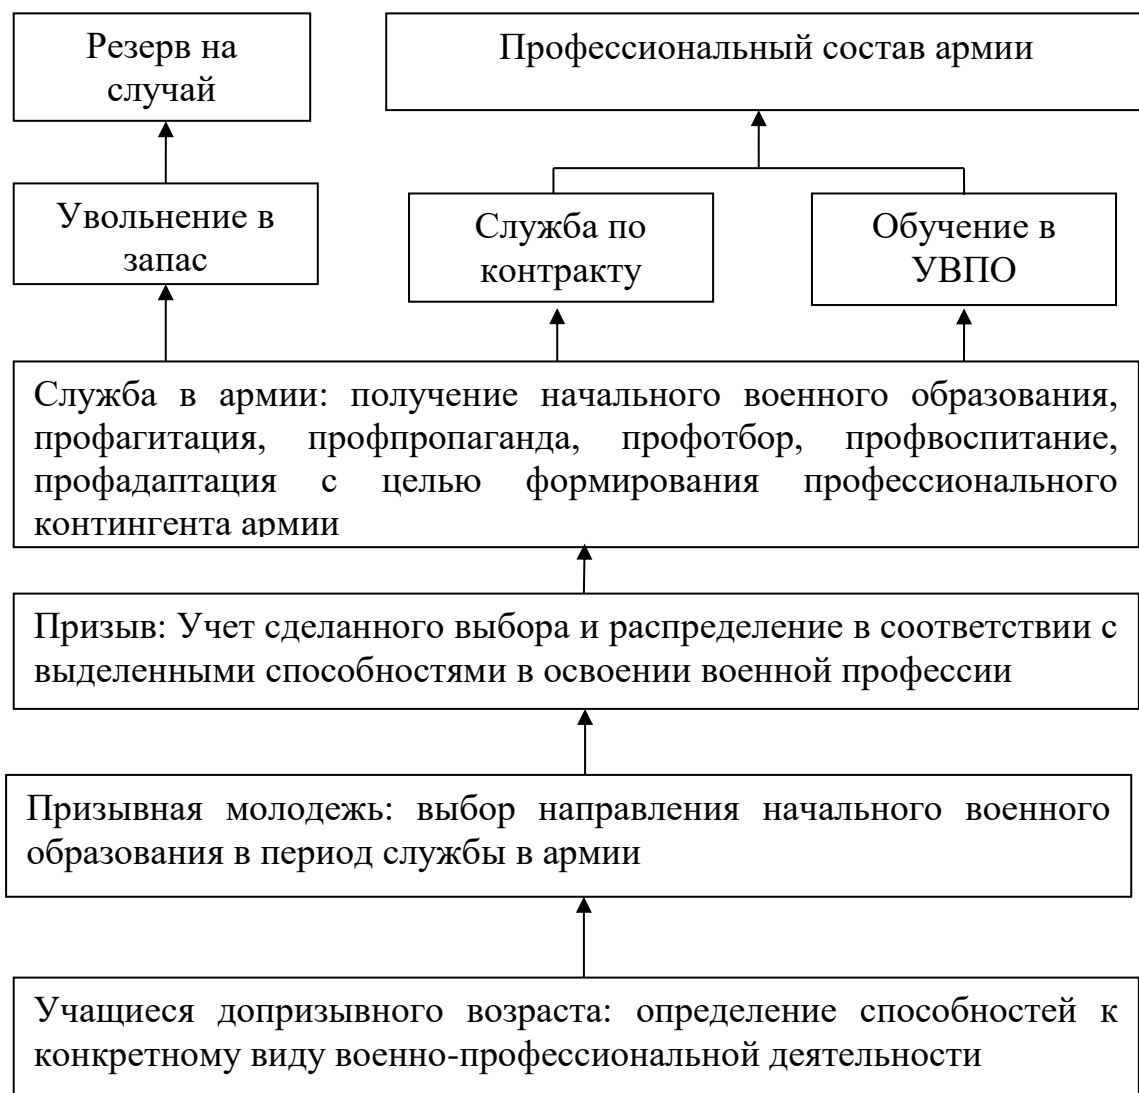 Резерв на
случай
Профессиональный состав армии
Увольнение в
запас
Служба по
контракту
Обучение в
УВПО
Служба в армии: получение начального военного образования,
профагитация, профпропаганда, профотбор, профвоспитание,
профадаптация с целью формирования профессионального
контингента армии
Призыв: Учет сделанного выбора и распределение в соответствии с
выделенными способностями в освоении военной профессии
Призывная молодежь: выбор направления начального военного
образования в период службы в армии
Учащиеся допризывного возраста: определение способностей к
конкретному виду военно-профессиональной деятельности